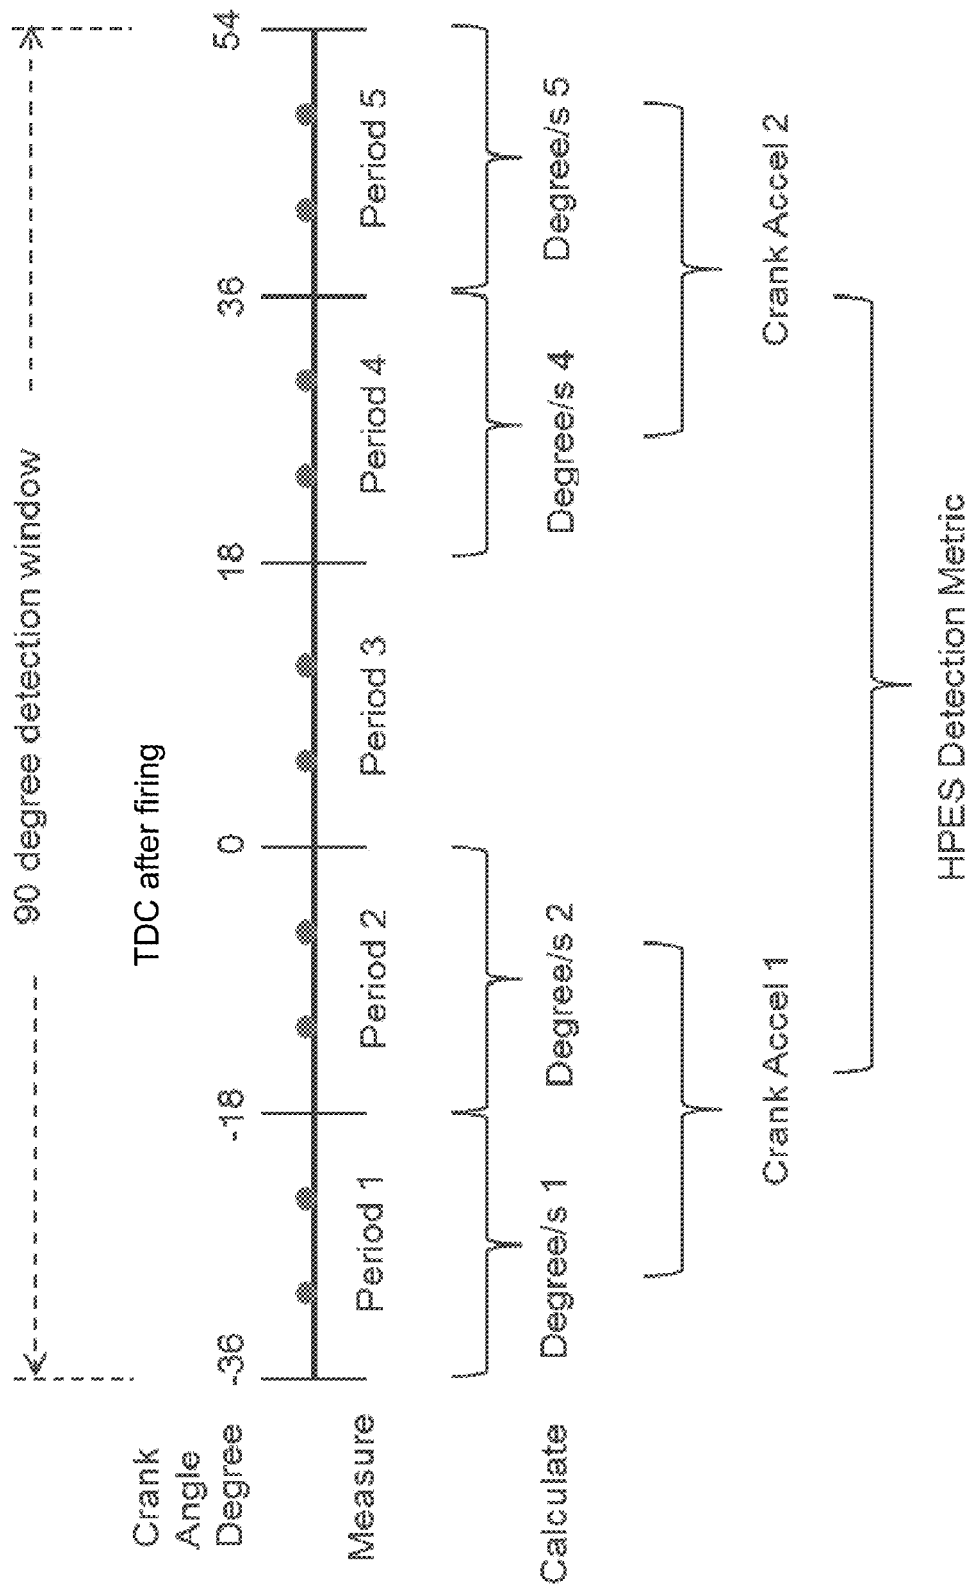 90 degree detection window
TDC after firing
Crank
Angle
Degree
-36
-18
0
18
36
54
Measure
Period 1
Period 2
Period 3
Period 4
Period 5
Calculate
Degree/s 1
Degree/s 2
Degree/s 4
Degree/s 5
Crank Accel 1
Crank Accel 2
HPES Detection Metric